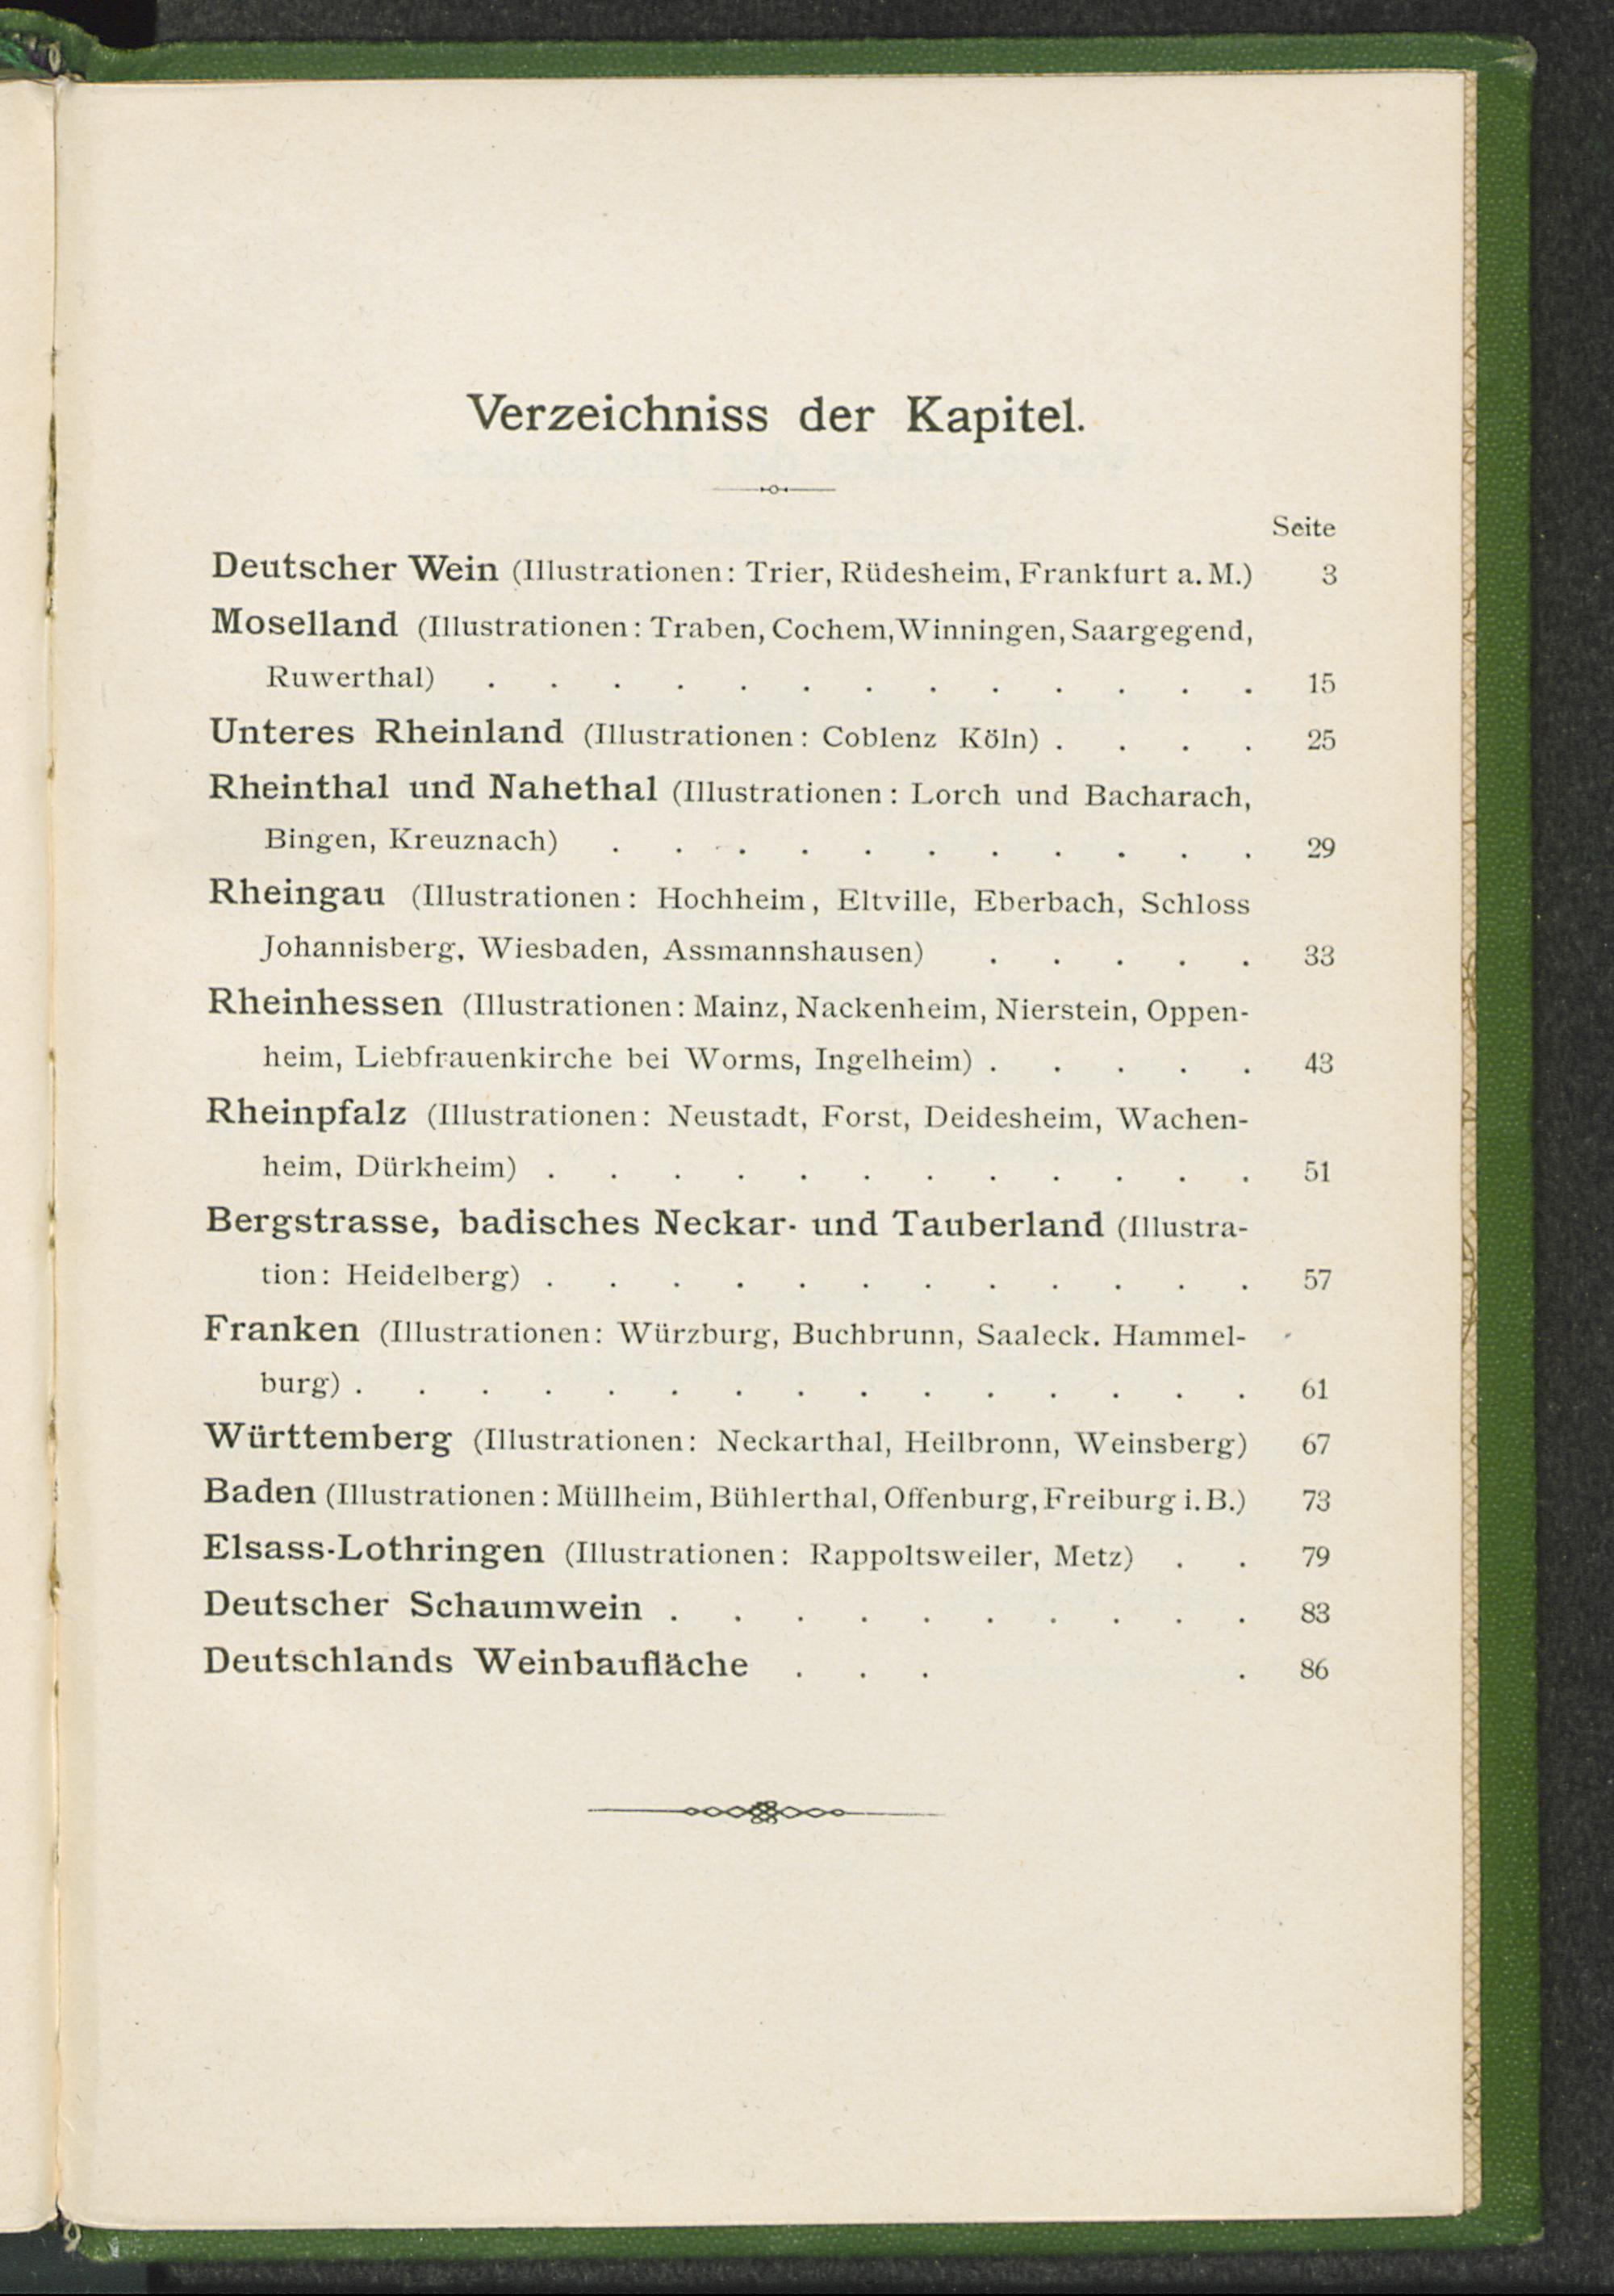 Verzeichniss der Kapitel.
Seite
Deutscher Wein (Illustrationen: Trier, Rüdesheim, Frankfurt a. M.) 3
Moselland (Illustrationen: Traben, Cochem, Winningen, Saargegend,
Ruwerthal) . . . . . . . . . . . . . 15
Unteres Rheinland (Illustrationen: Coblenz Köln) . . . . 25
Rheinthal und Nahethal (Illustrationen: Lorch und Bacharach,
Bingen, Kreuznach) . . . . . . . . . . . 29
Rheingau (Illustrationen: Hochheim, Eltville, Eberbach, Schloss
Johannisberg, Wiesbaden, Assmannshausen) . . . . . 33
Rheinhessen (Illustrationen: Mainz, Nackenheim, Nierstein, Oppen-
heim, Liebfrauenkirche bei Worms, Ingelheim) . . . . . 43
Rheinpfalz (Illustrationen: Neustadt, Forst, Deidesheim, Wachen-
heim, Dürkheim) . . . . . . . . . . . . 51
Bergstrasse, badisches Neckar- und Tauberland (Illustra-
tion: Heidelberg) . . . . . . . . . . . . 57
Franken (Illustrationen: Würzburg, Buchbrunn, Saaleck. Hammel-
burg) . . . . . . . . . . . . . . . 61
Württemberg (Illustrationen: Neckarthal, Heilbronn, Weinsberg) 67
Baden (Illustrationen: Müllheim, Bühlerthal, Offenburg, Freiburg i. B.) 73
Elsass-Lothringen (Illustrationen: Rappoltsweiler, Metz) . . 79
Deutscher Schaumwein . . . . . . . . . . 83
Deutschlands Weinbaufläche . . . . 86